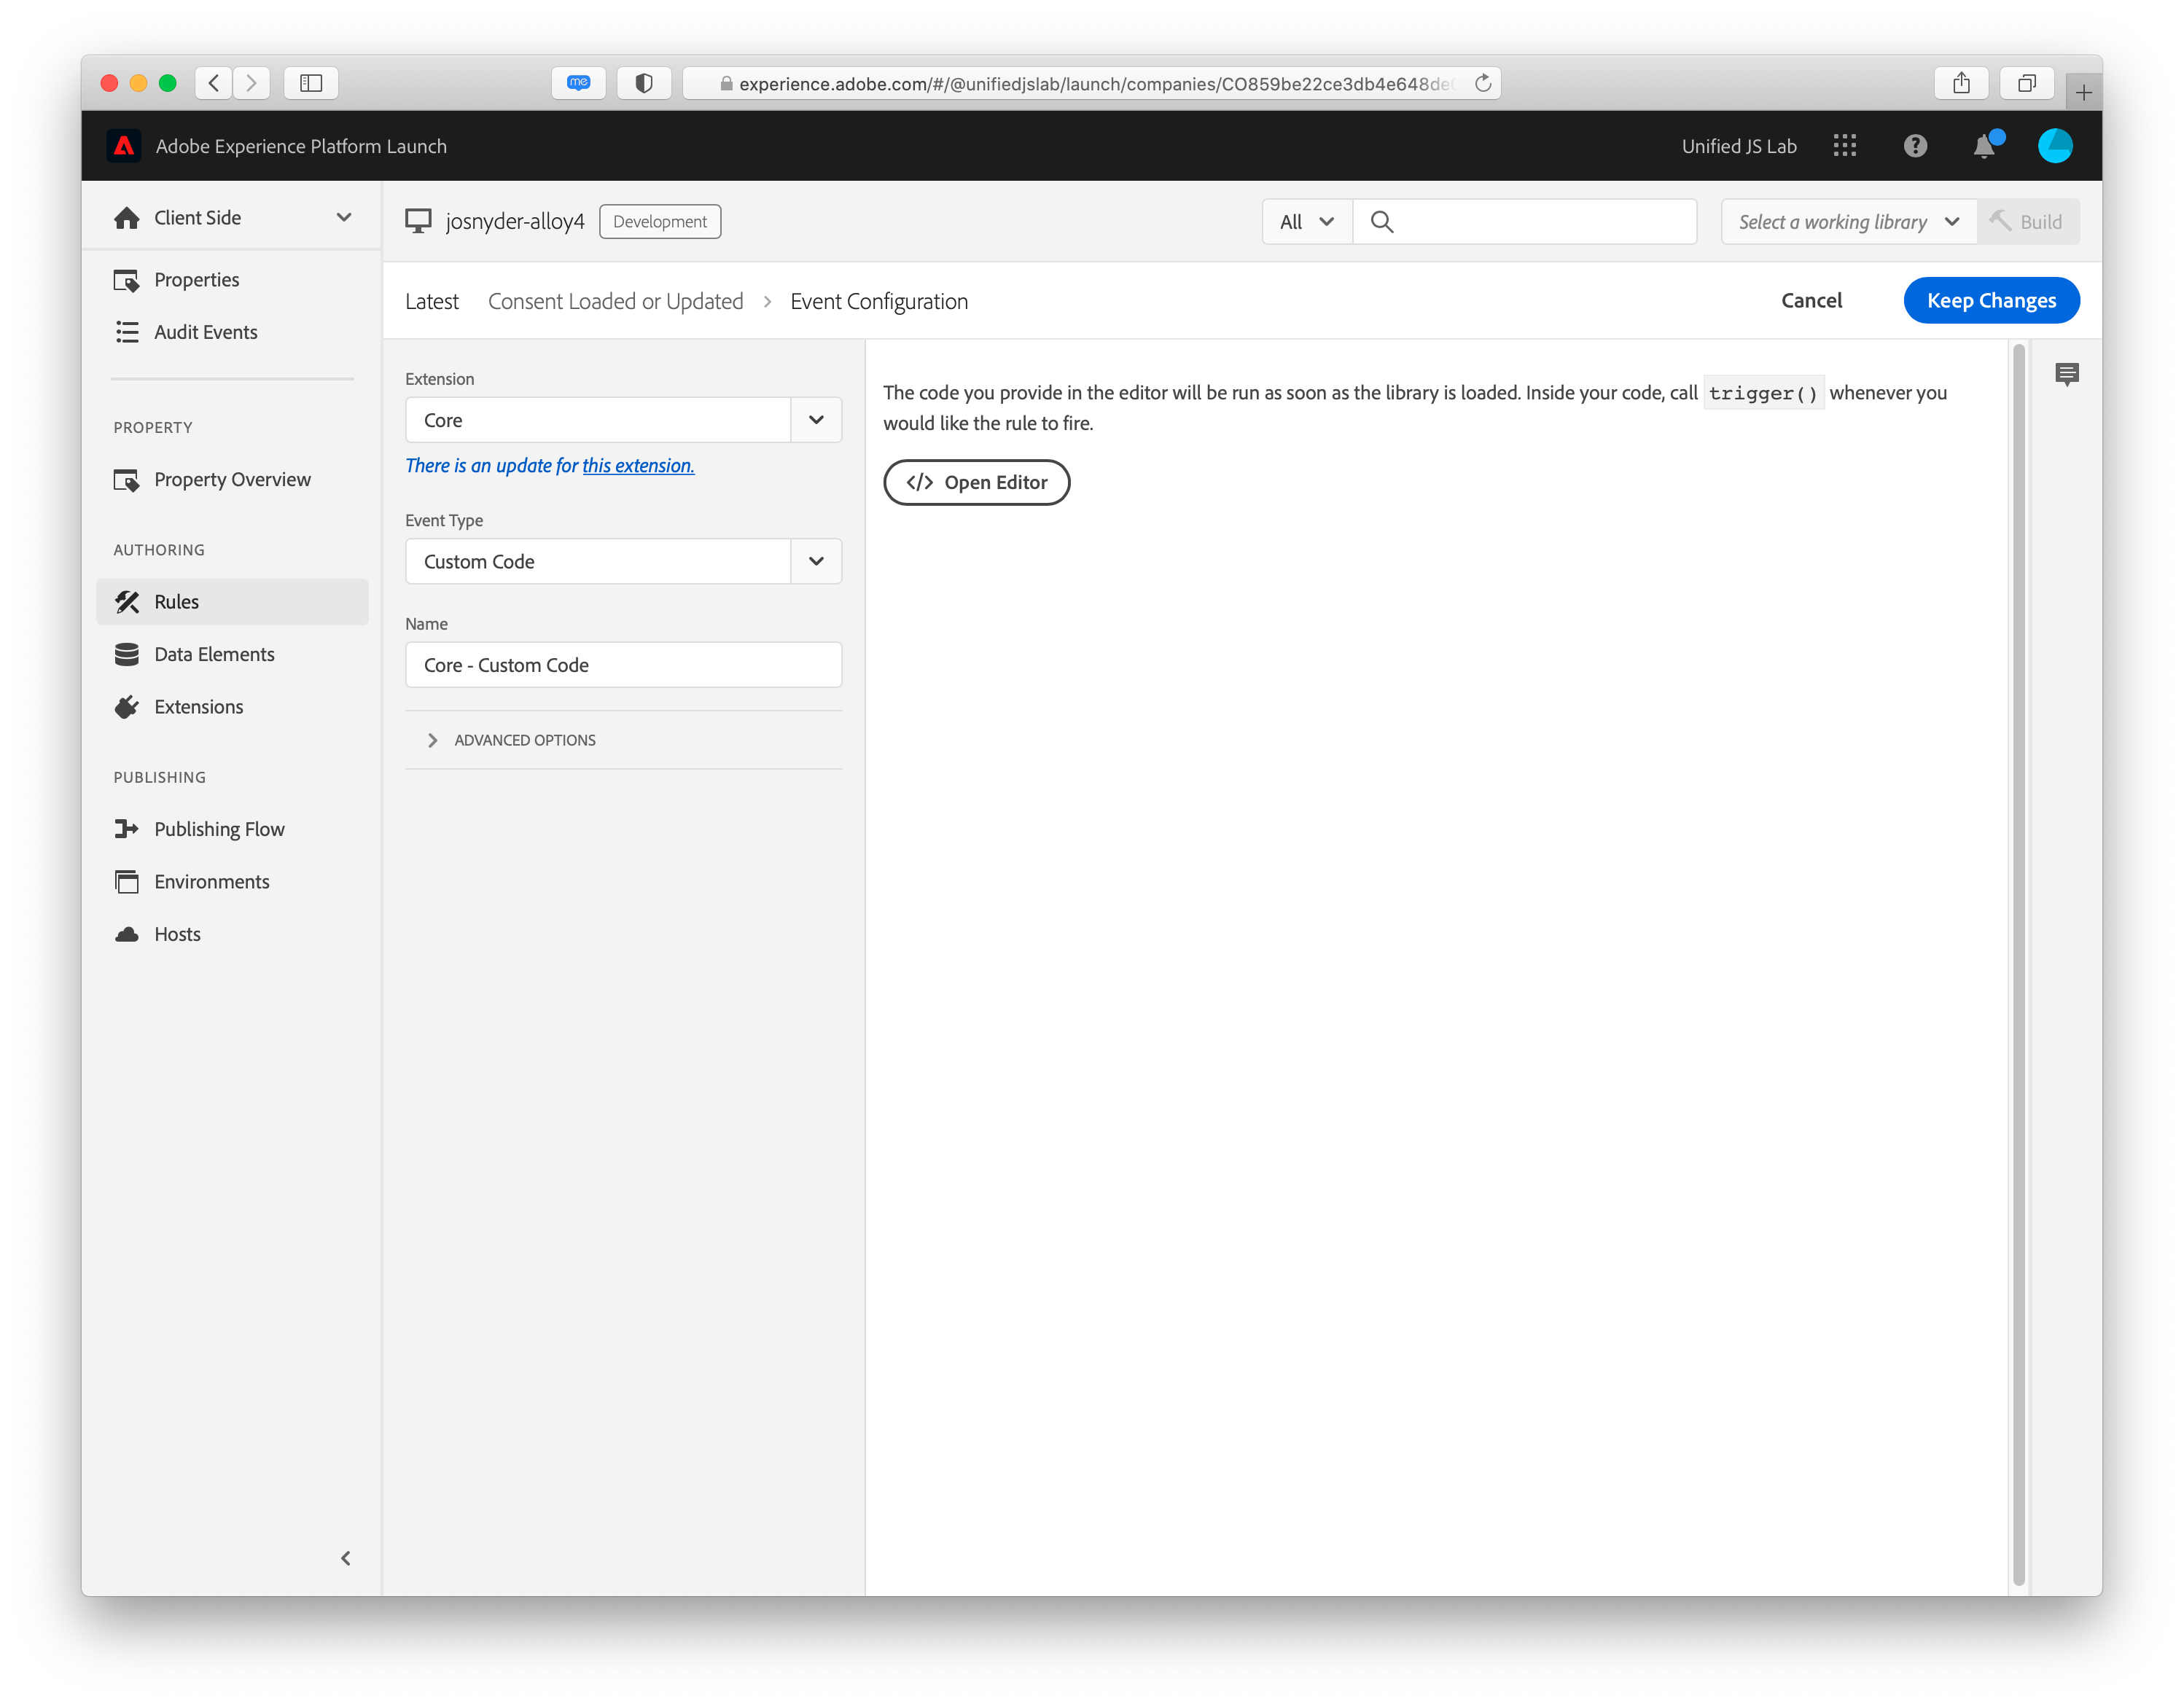 me
experience.adobe.com/#/@unifiedjslab/launch/companies/CO859be22ce3db4e648de
Adobe Experience Platform Launch
Unified JS Lab
Client Side
josnyder-alloy4
Development
All
Select a working library
Build
Properties
Audit Events
Latest
Consent Loaded or Updated > Event Configuration
Cancel
Keep Changes
PROPERTY
Property Overview
AUTHORING
Rules
Data Elements
Extensions
PUBLISHING
Publishing Flow
Environments
Hosts
Extension
Core
There is an update for this extension.
Event Type
Custom Code
Name
Core - Custom Code
ADVANCED OPTIONS
The code you provide in the editor will be run as soon as the library is loaded. Inside your code, call trigger() whenever you
would like the rule to fire.
</> Open Editor